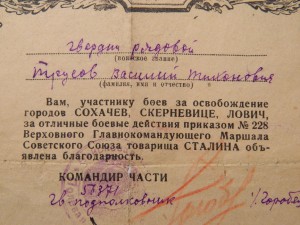 гвардии рядовой
(воинское звание)
Трусов Василий Тихонович
(фамилия, имя и отчество)
Вам, участнику боев за освобождение
городов СОХАЧЕВ, СКЕРНЕВИЦЕ, ЛОВИЧ,
за отличные боевые действия приказом № 228
Верховного Главнокомандующего Маршала
Советского Союза товарища СТАЛИНА объ-
явлена благодарность.
КОМАНДИР ЧАСТИ
57371
гв. подполковник